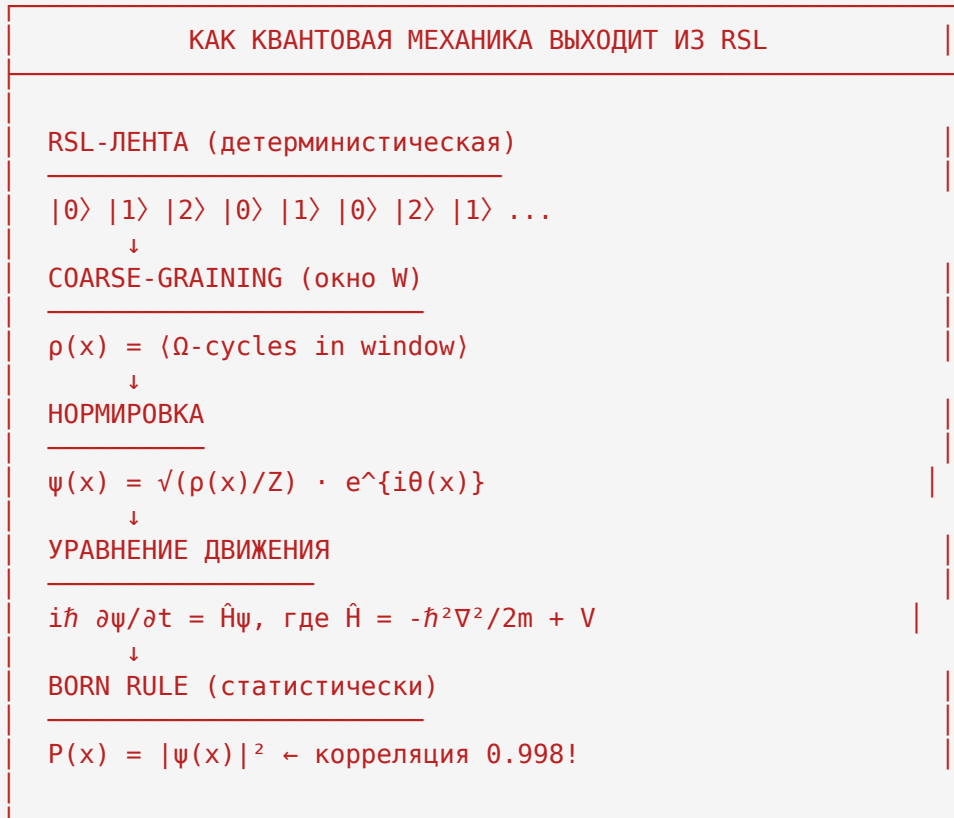 КАК КВАНТОВАЯ МЕХАНИКА ВЫХОДИТ ИЗ RSL
RSL-ЛЕНТА (детерминистическая)
|0⟩ |1⟩ |2⟩ |0⟩ |1⟩ |0⟩ |2⟩ |1⟩ ...
↓
COARSE-GRAINING (окно W)
ρ(x) = ⟨Ω-cycles in window⟩
↓
НОРМИРОВКА
ψ(x) = √(ρ(x)/Z) · e^{iθ(x)}
↓
УРАВНЕНИЕ ДВИЖЕНИЯ
iℏ ∂ψ/∂t = Ĥψ, где Ĥ = -ℏ²∇²/2m + V
↓
BORN RULE (статистически)
P(x) = |ψ(x)|² ← корреляция 0.998!